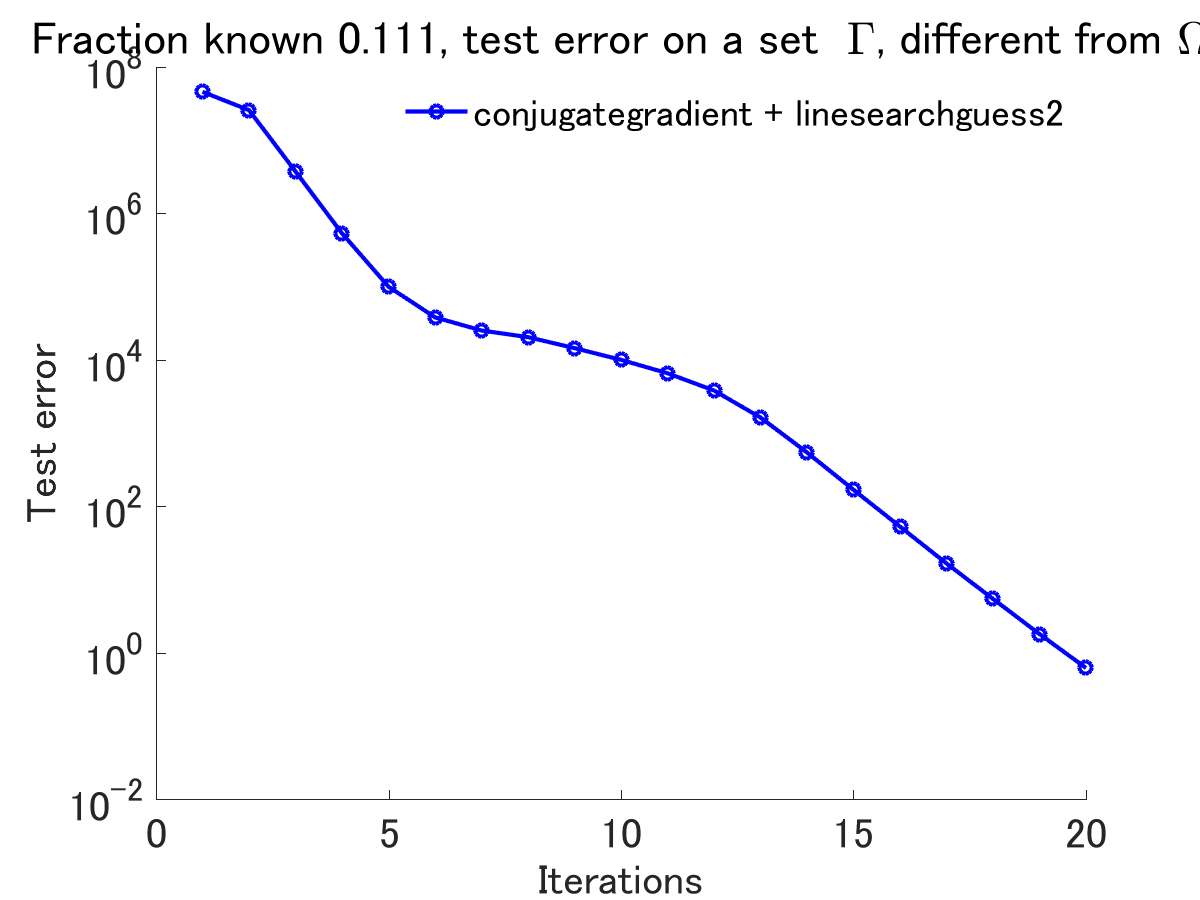 Fraction known 0.111, test error on a set Γ, different from Ω
conjugategradient + linesearchguess2
10^8
10^6
10^4
10^2
10^0
10^−2
Test error
0 5 10 15 20
Iterations